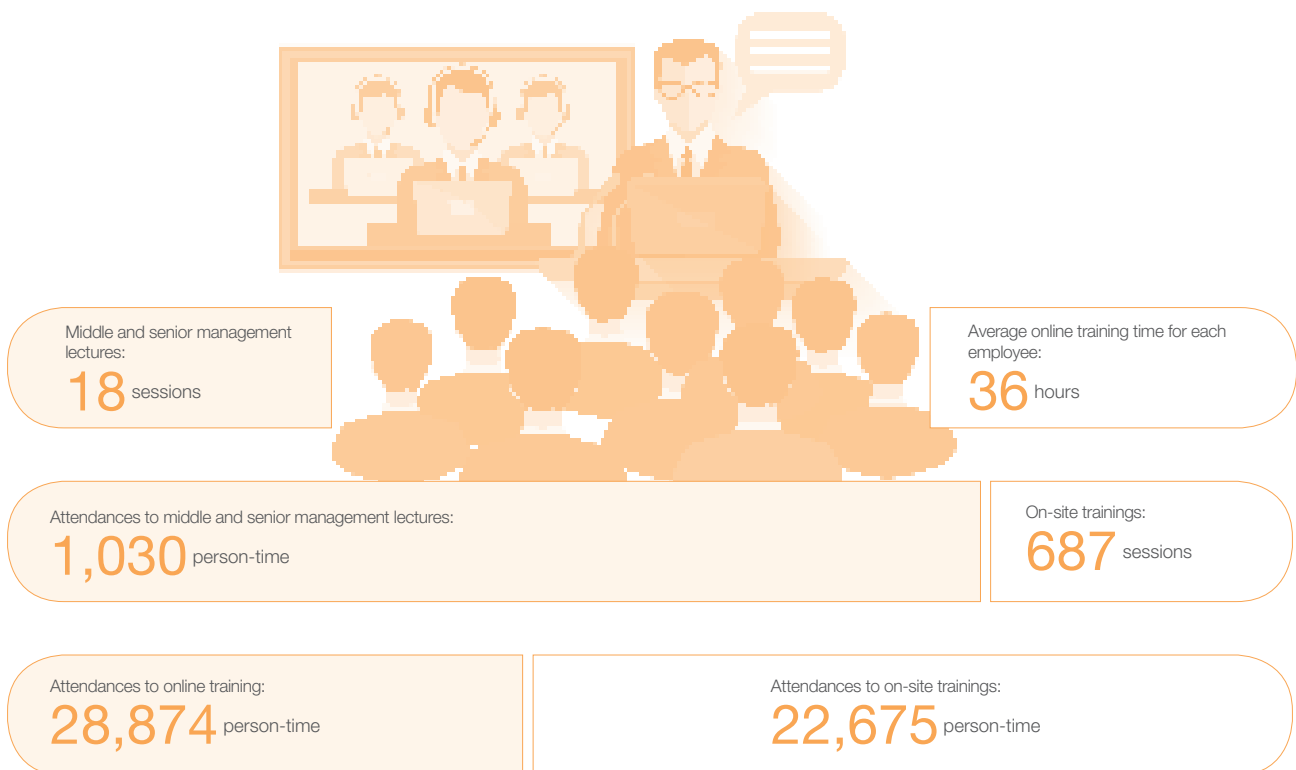 Middle and senior management
lectures:
18 sessions
Average online training time for each
employee:
36 hours
Attendances to middle and senior management lectures:
1,030 person-time
On-site trainings:
687 sessions
Attendances to online training:
28,874 person-time
Attendances to on-site trainings:
22,675 person-time